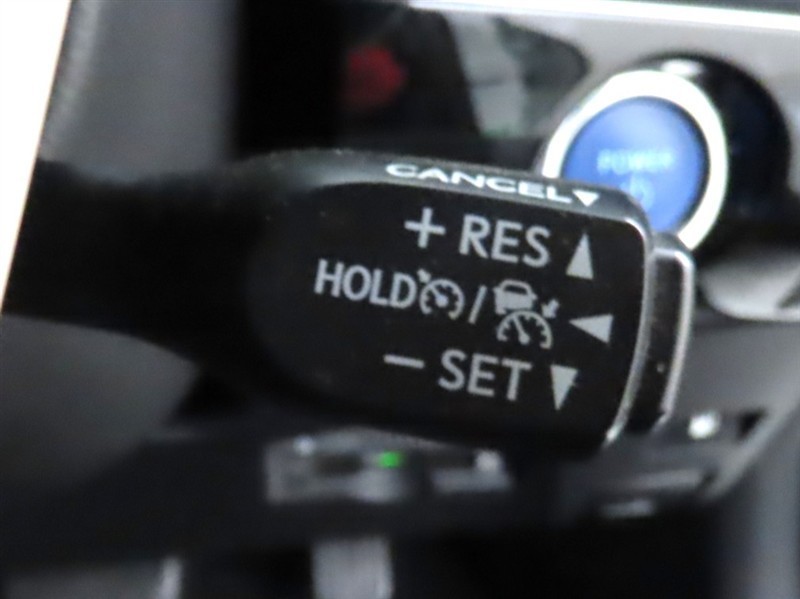 CANCEL▼
+ RES ▲
HOLD / ◀
− SET ▼
POWER